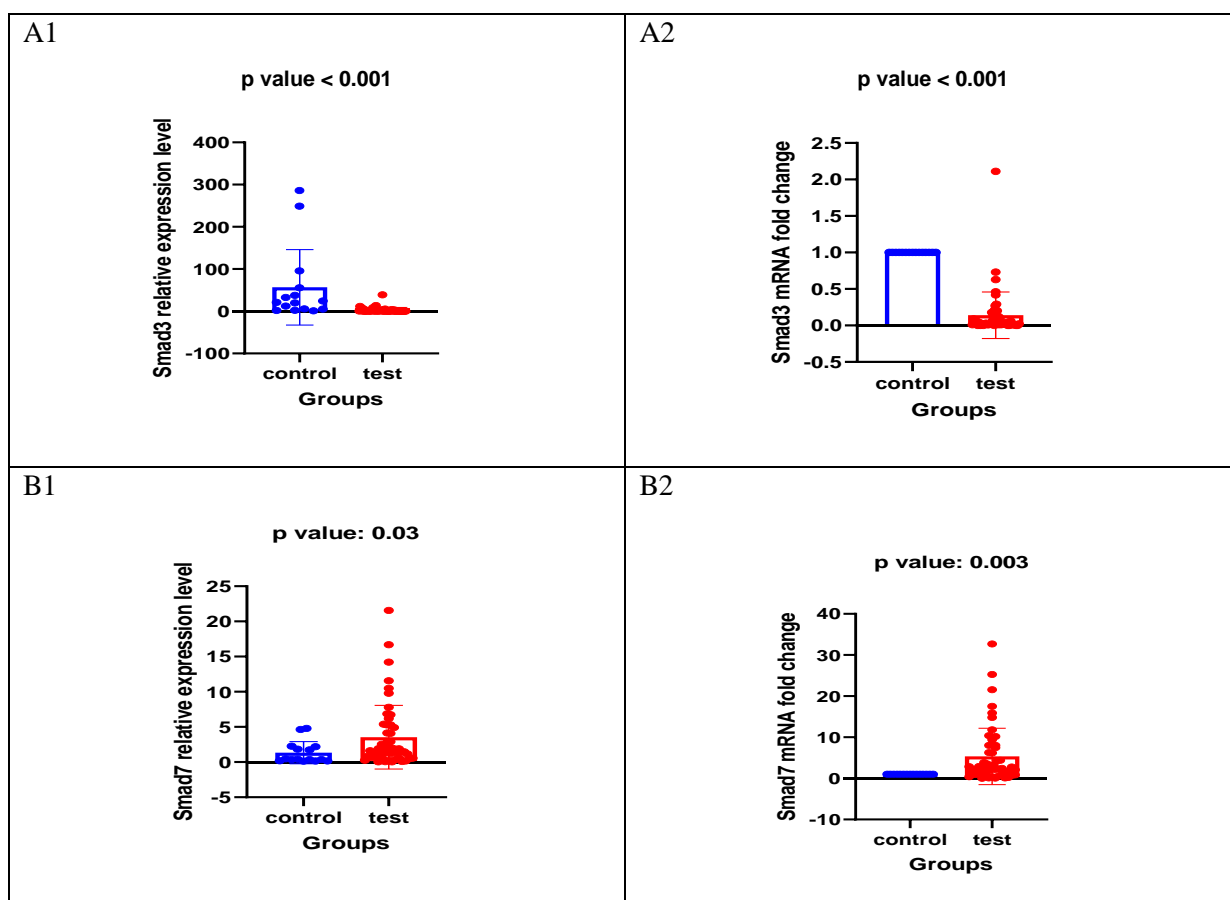 A1
p value < 0.001
Smad3 relative expression level
400
300
200
100
0
-100
control test
Groups
A2
p value < 0.001
Smad3 mRNA fold change
2.5
2.0
1.5
1.0
0.5
0.0
-0.5
control test
Groups
B1
p value: 0.03
Smad7 relative expression level
25
20
15
10
5
0
-5
control test
Groups
B2
p value: 0.003
Smad7 mRNA fold change
40
30
20
10
0
-10
control test
Groups